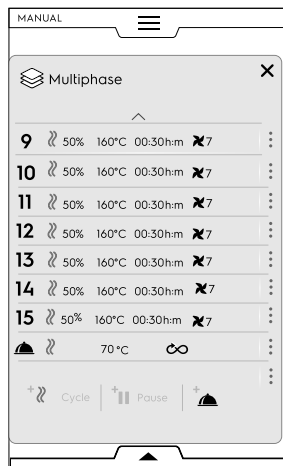 MANUAL
Multiphase
9 50% 160°C 00:30h:m 7
10 50% 160°C 00:30h:m 7
11 50% 160°C 00:30h:m 7
12 50% 160°C 00:30h:m 7
13 50% 160°C 00:30h:m 7
14 50% 160°C 00:30h:m 7
15 50% 160°C 00:30h:m 7
70°C
Cycle Pause